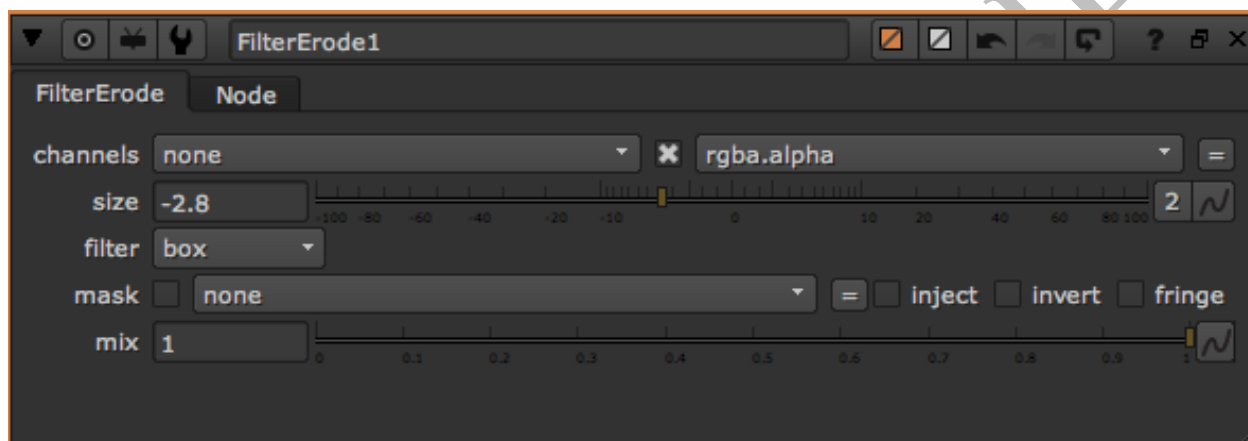 FilterErode1 ?
FilterErode Node
channels none rgba.alpha =
size -2.8 2
-100 -80 -60 -40 -20 -10 0 10 20 40 60 80 100
filter box
mask none = inject invert fringe
mix 1
0 0.1 0.2 0.3 0.4 0.5 0.6 0.7 0.8 0.9 1